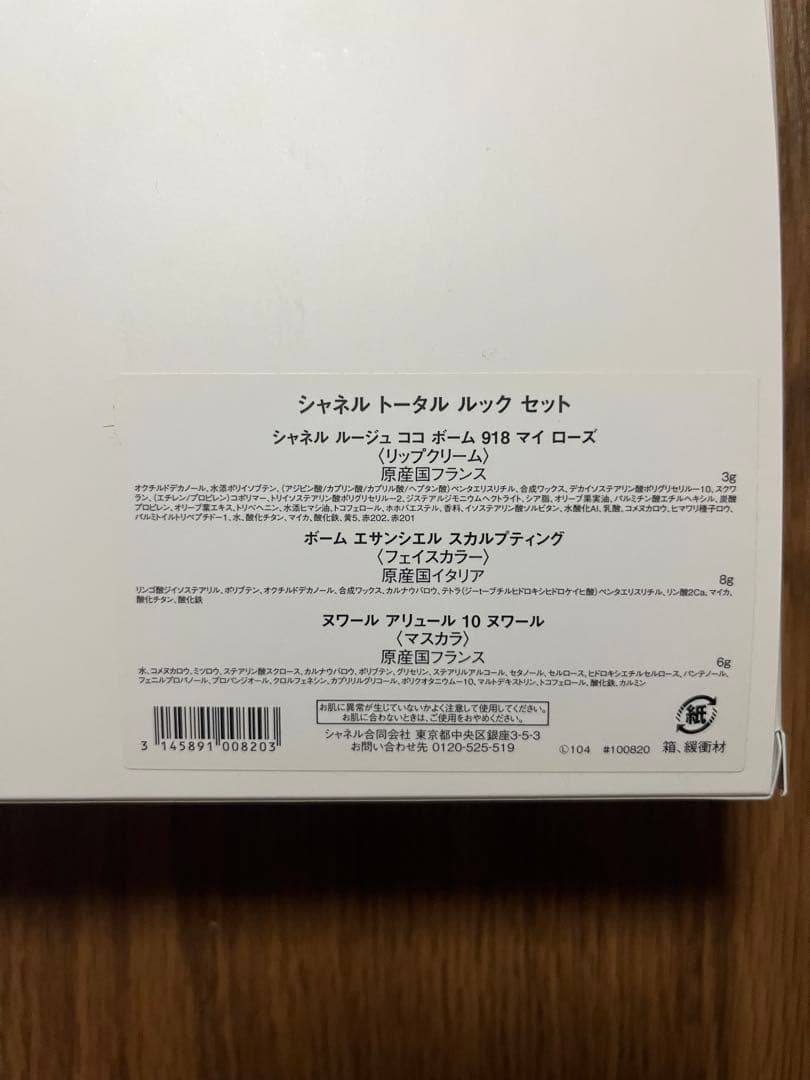 シャネル トータル ルック セット
シャネル ルージュ ココ ボーム 918 マイ ローズ
〈リップクリーム〉
原産国フランス
3g
オクチルドデカノール、水添ポリイソブテン、(アジピン酸/カプリン酸/カプリル酸/ヘプタン酸)ペンタエリスリチル、合成ワックス、デカイソステアリン酸ポリグリセリル-10、スクワ
ラン、(エチレン/プロピレン)コポリマー、トリイソステアリン酸ポリグリセリル-2、ジステアルジモニウムヘクトライト、シア脂、オリーブ果実油、パルミチン酸エチルヘキシル、炭酸
プロピレン、オリーブ葉エキス、トリベヘニン、水添ヒマシ油、トコフェロール、ホホバエステル、香料、イソステアリン酸ソルビタン、水酸化Al、乳酸、コメヌカロウ、ヒマワリ種子ロウ、
パルミトイルトリペプチド-1、水、酸化チタン、マイカ、酸化鉄、黄5、赤202、赤201
ボーム エサンシエル スカルプティング
〈フェイスカラー〉
原産国イタリア
8g
リンゴ酸ジイソステアリル、ポリブテン、オクチルドデカノール、合成ワックス、カルナウバロウ、テトラ(ジ-t-ブチルヒドロキシヒドロケイヒ酸)ペンタエリスリチル、リン酸2Ca、マイカ、
酸化チタン、酸化鉄
ヌワール アリュール 10 ヌワール
〈マスカラ〉
原産国フランス
6g
水、コメヌカロウ、ミツロウ、ステアリン酸スクロース、カルナウバロウ、ポリブテン、グリセリン、ステアリルアルコール、セタノール、セルロース、ヒドロキシエチルセルロース、パンテノール、
フェニルプロパノール、プロパンジオール、クロルフェネシン、カプリリルグリコール、ポリクオタニウム-10、マルトデキストリン、トコフェロール、酸化鉄、カルミン
お肌に異常が生じていないかよく注意して使用してください。
お肌に合わないときは、ご使用をおやめください。
シャネル合同会社 東京都中央区銀座3-5-3
お問い合わせ先 0120-525-519
3 145891 008203
Ⓛ104 #100820
紙
箱、緩衝材